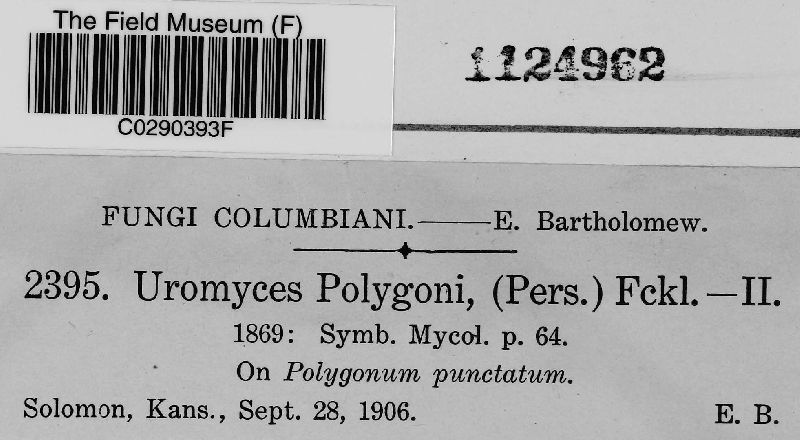 The Field Museum (F)
C0290393F
1124962
FUNGI COLUMBIANI.——E. Bartholomew.
2395. Uromyces Polygoni, (Pers.) Fckl.—II.
1869: Symb. Mycol. p. 64.
On Polygonum punctatum.
Solomon, Kans., Sept. 28, 1906. E. B.